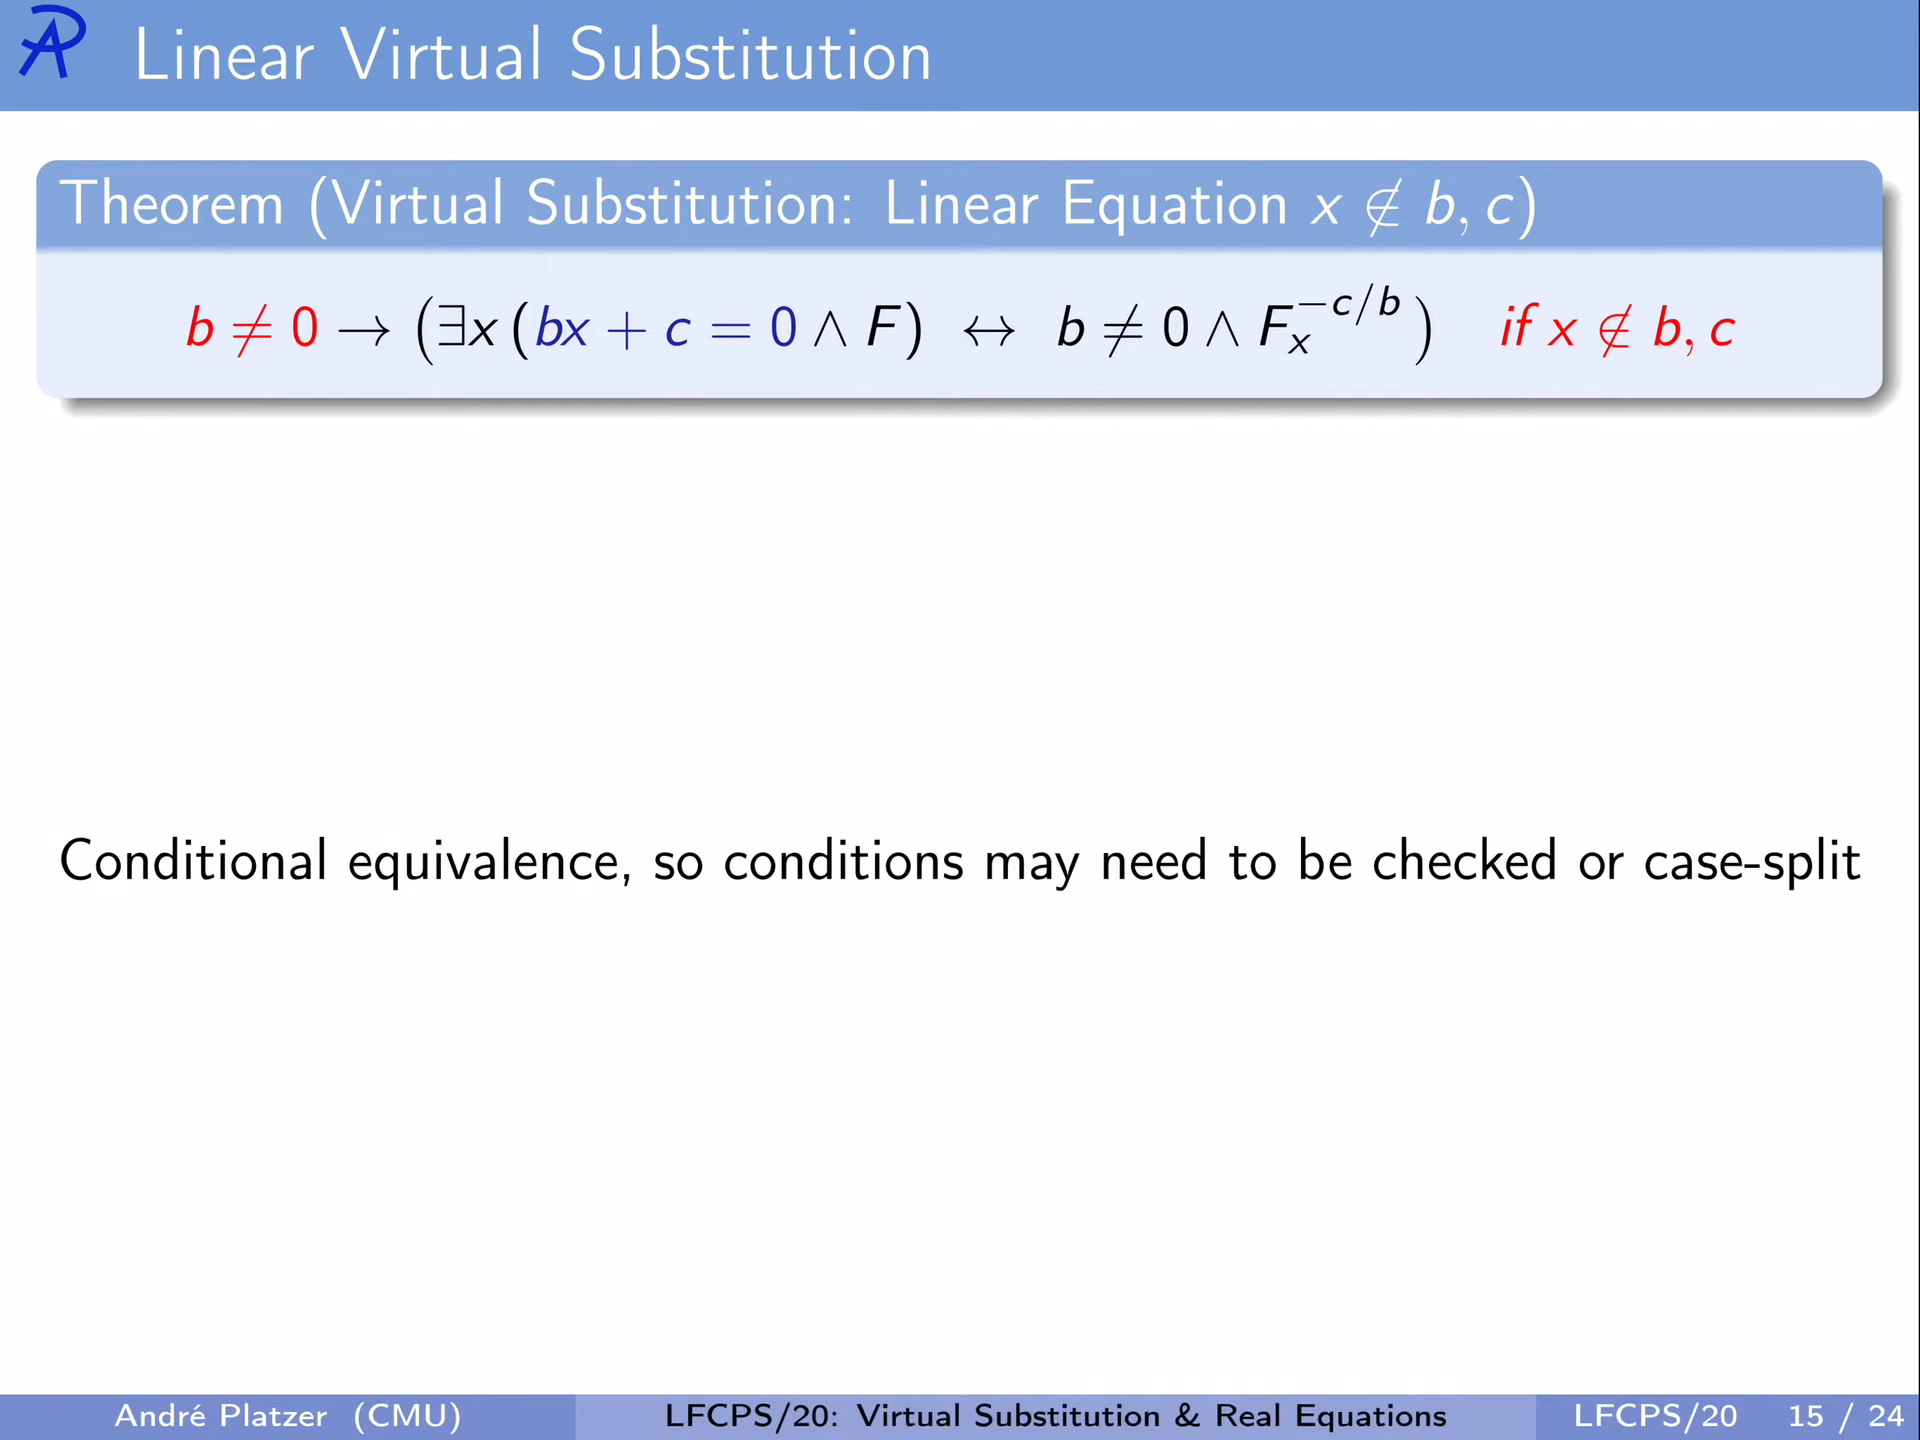 Linear Virtual Substitution
Theorem (Virtual Substitution: Linear Equation x ∉ b, c)
b ≠ 0 → (∃x (bx + c = 0 ∧ F) ↔ b ≠ 0 ∧ F_x^{-c/b}) if x ∉ b, c
Conditional equivalence, so conditions may need to be checked or case-split
André Platzer (CMU) LFCPS/20: Virtual Substitution & Real Equations LFCPS/20 15 / 24